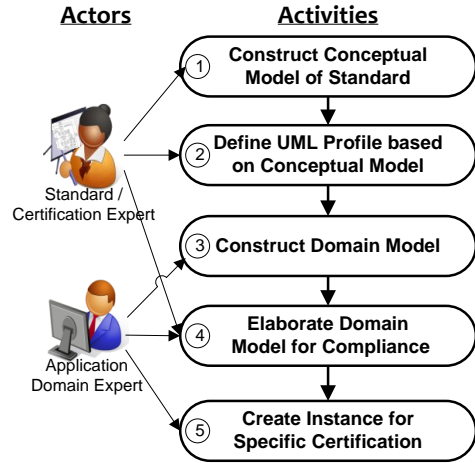 Actors
Activities
1
Construct Conceptual
Model of Standard
2
Define UML Profile based
on Conceptual Model
Standard /
Certification Expert
3
Construct Domain Model
4
Elaborate Domain
Model for Compliance
Application
Domain Expert
5
Create Instance for
Specific Certification